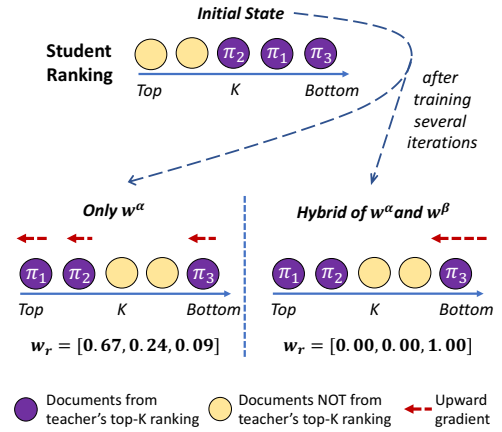 Initial State
Student Ranking
π₂ π₁ π₃
Top K Bottom
after training several iterations
Only wᵅ
π₁ π₂ π₃
Top K Bottom
𝒘ᵣ = [0.67, 0.24, 0.09]
Hybrid of wᵅ and wᵝ
π₁ π₂ π₃
Top K Bottom
𝒘ᵣ = [0.00, 0.00, 1.00]
Documents from teacher's top-K ranking
Documents NOT from teacher's top-K ranking
Upward gradient